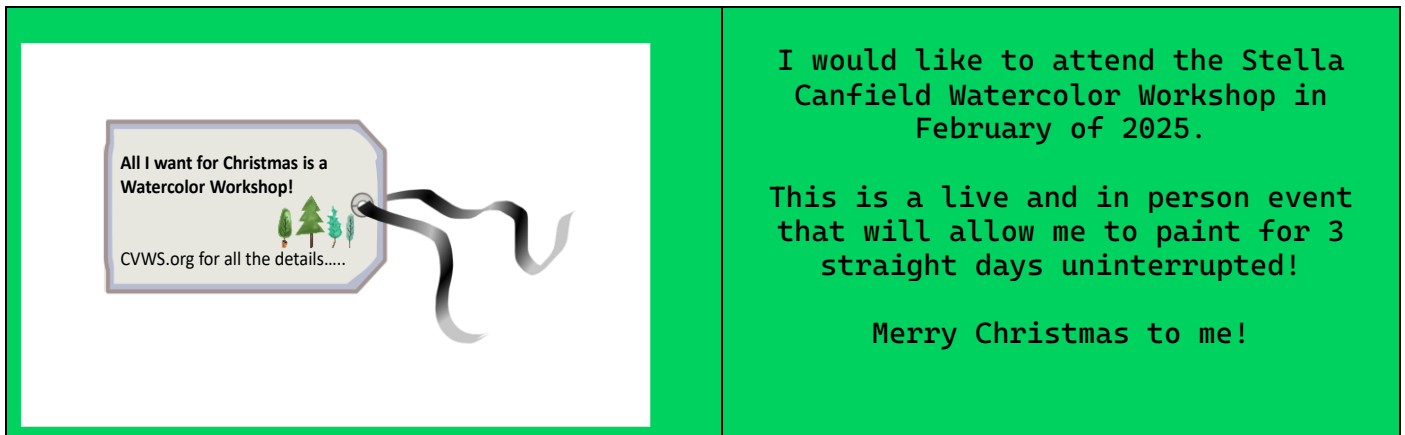 All I want for Christmas is a
Watercolor Workshop!
CVWS.org for all the details.....
I would like to attend the Stella
Canfield Watercolor Workshop in
February of 2025.
This is a live and in person event
that will allow me to paint for 3
straight days uninterrupted!
Merry Christmas to me!